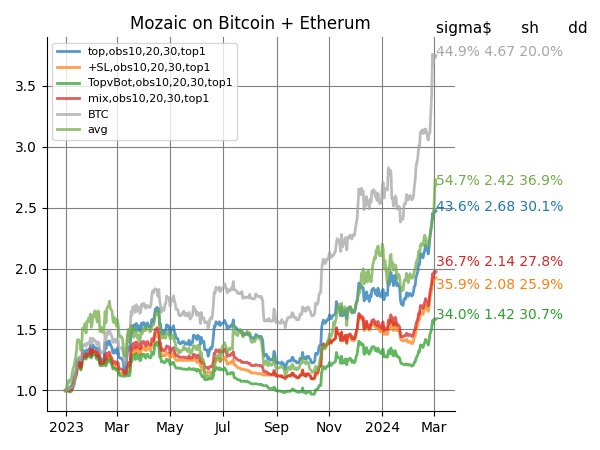 Mozaic on Bitcoin + Etherum
sigma$ sh dd
top,obs10,20,30,top1
+SL,obs10,20,30,top1
TopvBot,obs10,20,30,top1
mix,obs10,20,30,top1
BTC
avg
44.9% 4.67 20.0%
54.7% 2.42 36.9%
43.6% 2.68 30.1%
36.7% 2.14 27.8%
35.9% 2.08 25.9%
34.0% 1.42 30.7%
3.5
3.0
2.5
2.0
1.5
1.0
2023 Mar May Jul Sep Nov 2024 Mar